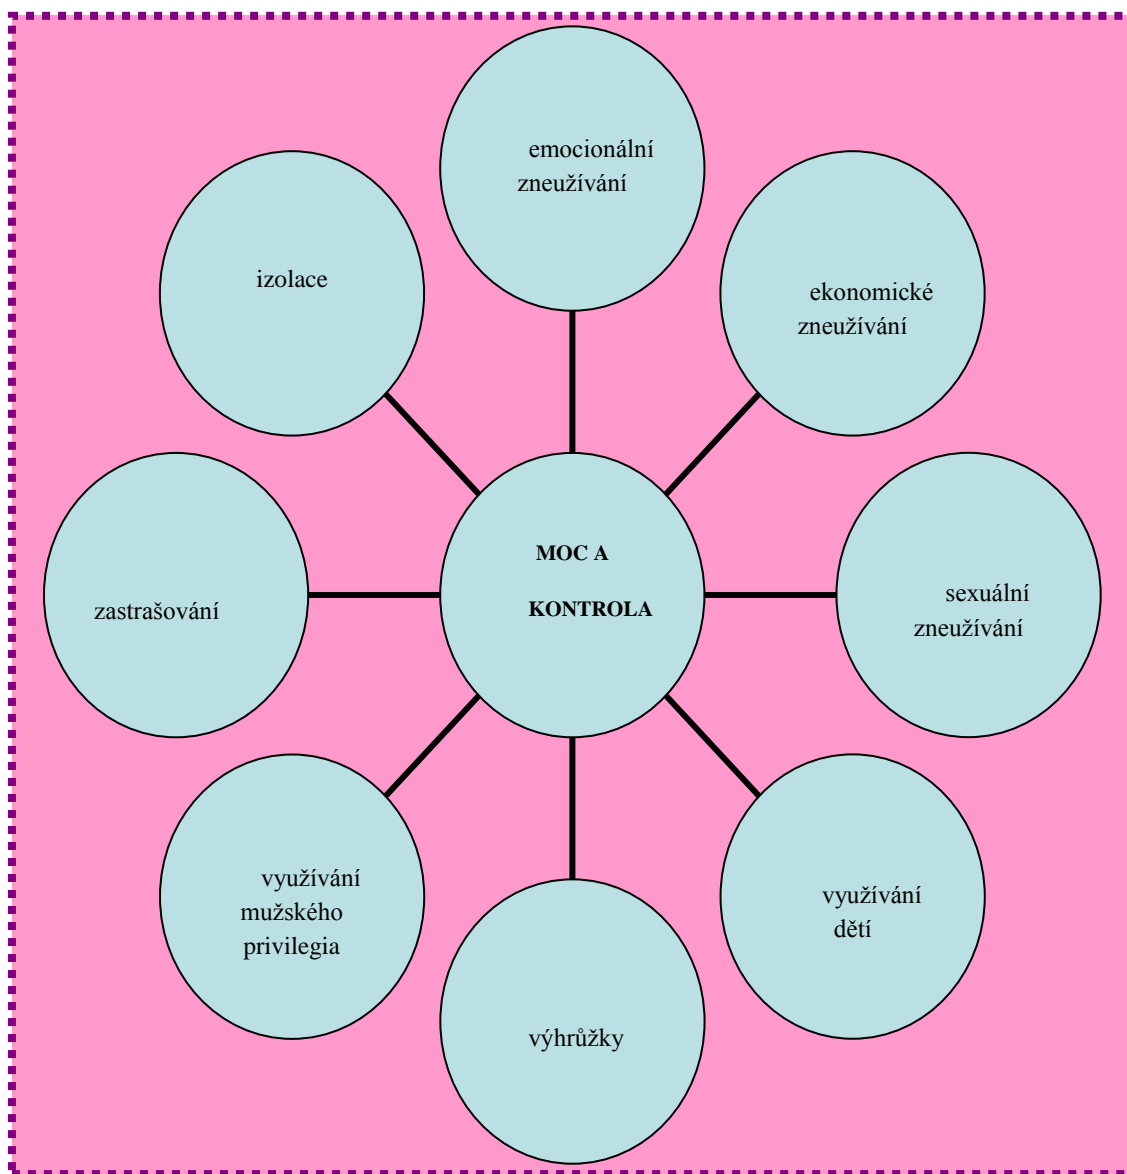 emocionální
zneužívání
izolace
ekonomické
zneužívání
MOC A
KONTROLA
zastrašování
sexuální
zneužívání
využívání
mužského
privilegia
využívání
dětí
výhrůžky